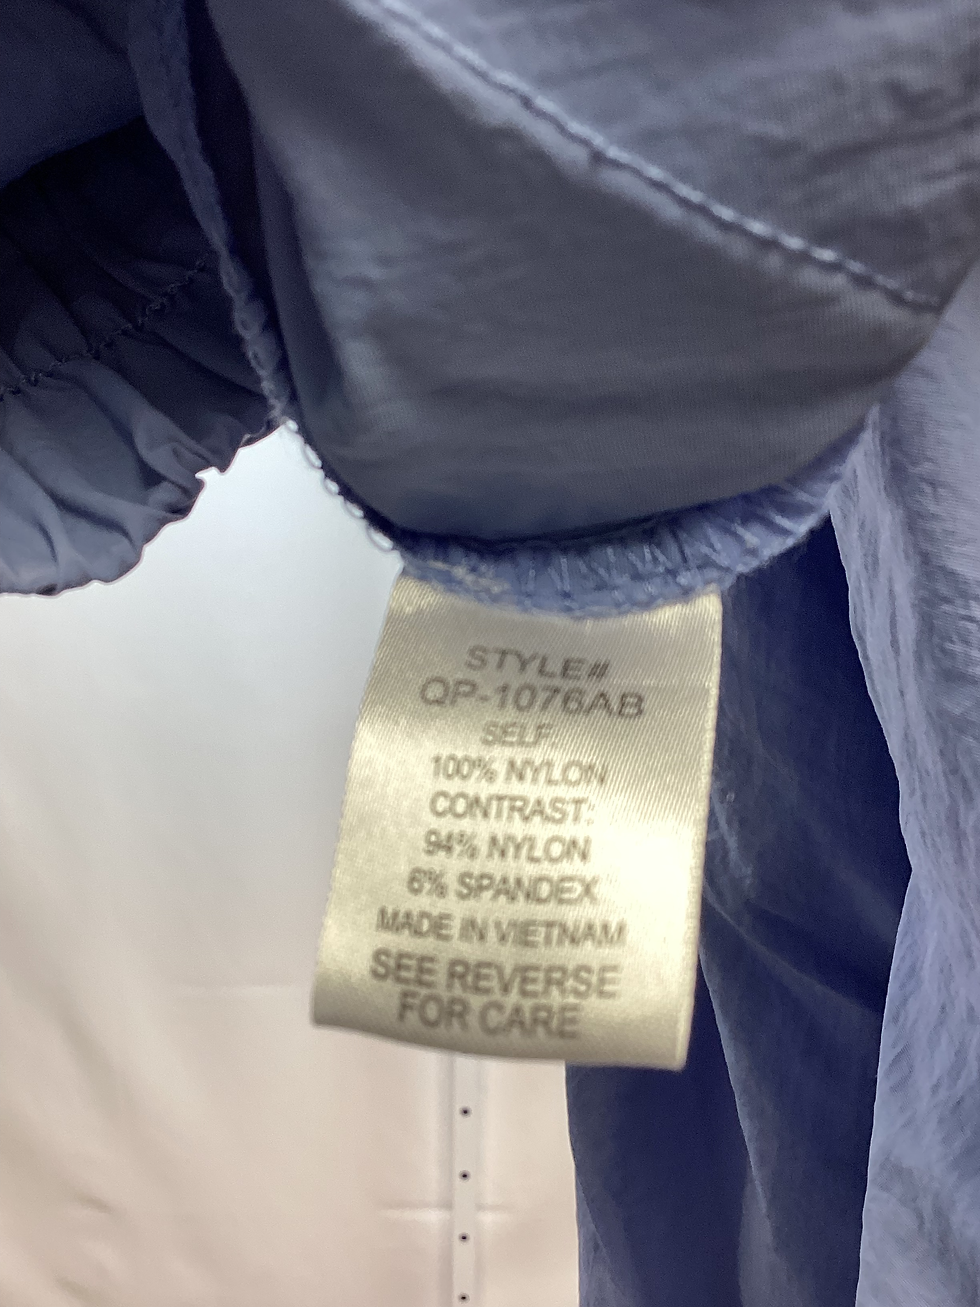 STYLE#
QP-1076AB
SELF:
100% NYLON
CONTRAST:
94% NYLON
6% SPANDEX
MADE IN VIETNAM
SEE REVERSE
FOR CARE